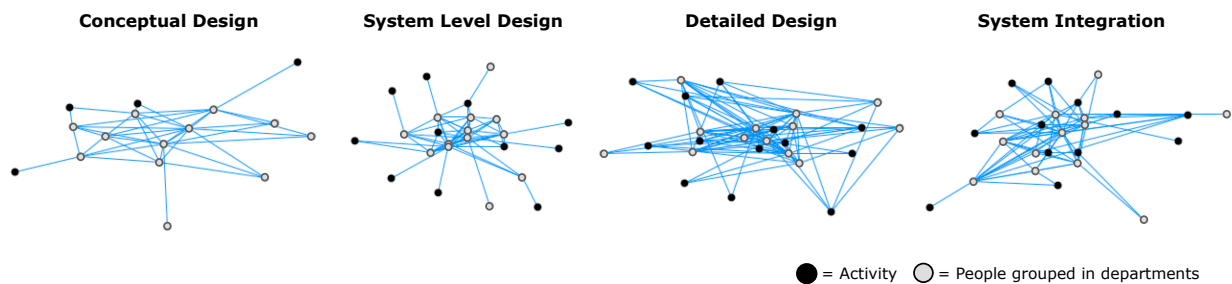 Conceptual Design
System Level Design
Detailed Design
System Integration
= Activity
= People grouped in departments